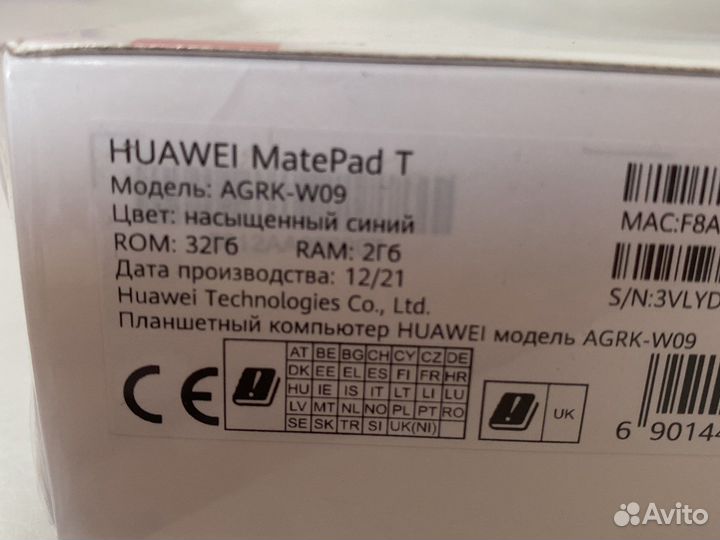 HUAWEI MatePad T
Модель: AGRK-W09
Цвет: насыщенный синий
ROM: 32Гб RAM: 2Гб
Дата производства: 12/21
Huawei Technologies Co., Ltd.
Планшетный компьютер HUAWEI модель AGRK-W09
MAC:F8A
S/N:3VLYD
CE
AT BE BG CH CY CZ DE
DK EE EL ES FI FR HR
HU IE IS IT LT LI LU
LV MT NL NO PL PT RO
SE SK TR SI UK(NI)
UK
6 90144
Avito